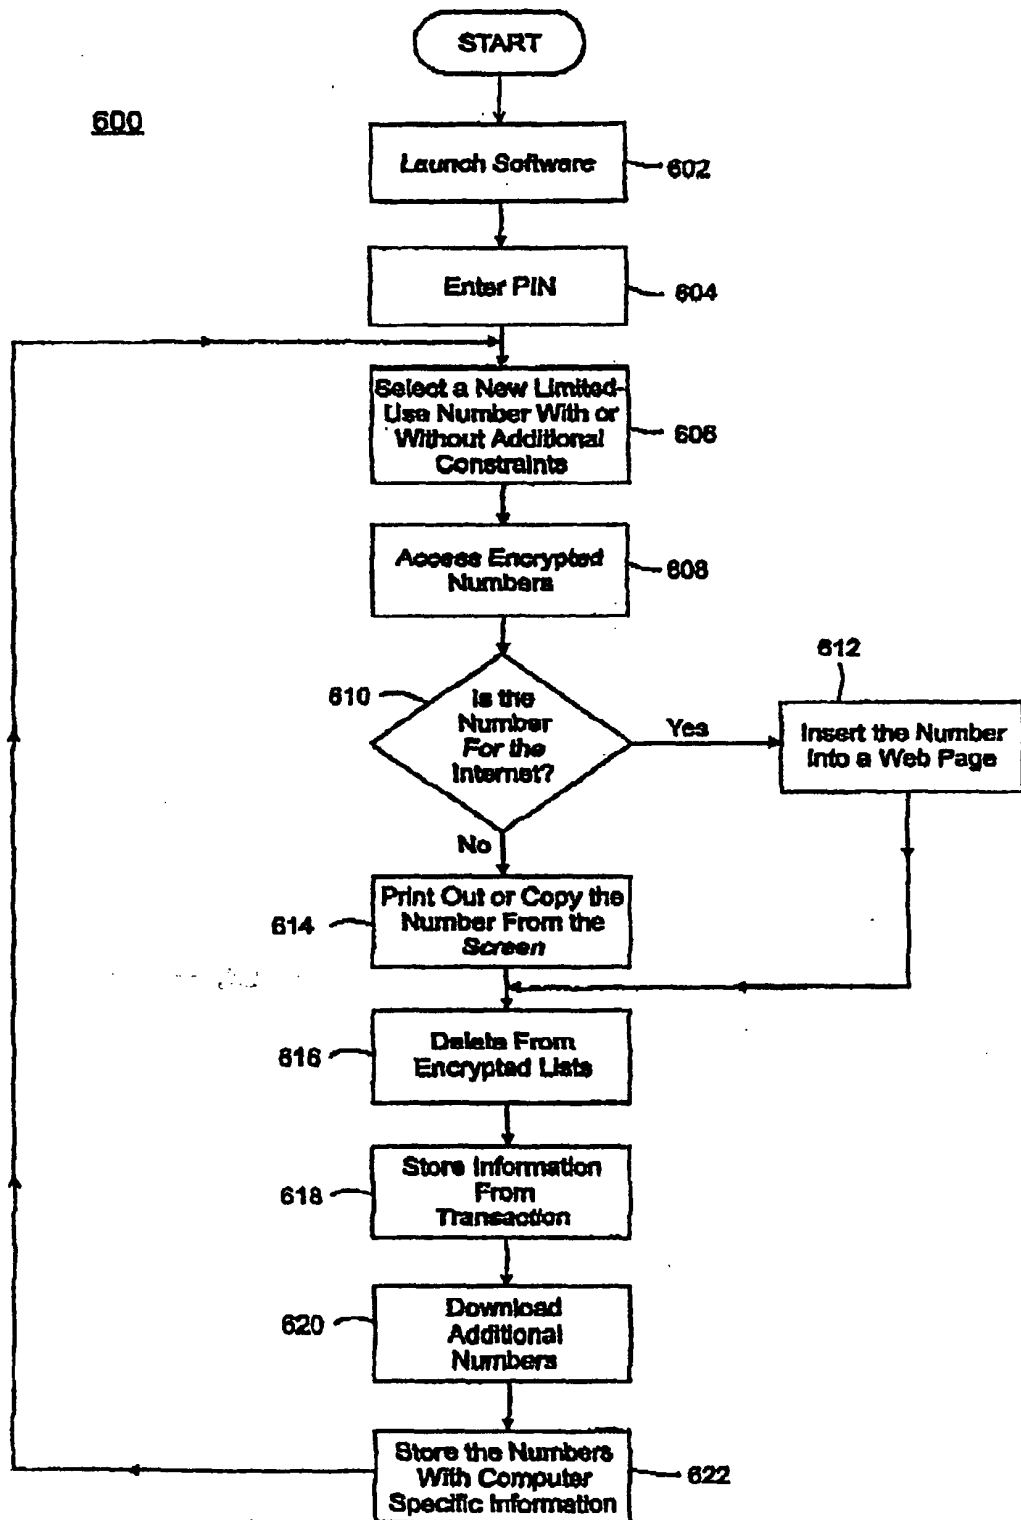 START
600
Launch Software
602
Enter PIN
604
Select a New Limited-
Use Number With or
Without Additional
Constraints
606
Access Encrypted
Numbers
608
610
Is the
Number
For the
Internet?
Yes
612
Insert the Number
Into a Web Page
No
614
Print Out or Copy the
Number From the
Screen
616
Delete From
Encrypted Lists
618
Store Information
From
Transaction
620
Download
Additional
Numbers
Store the Numbers
With Computer
Specific Information
622